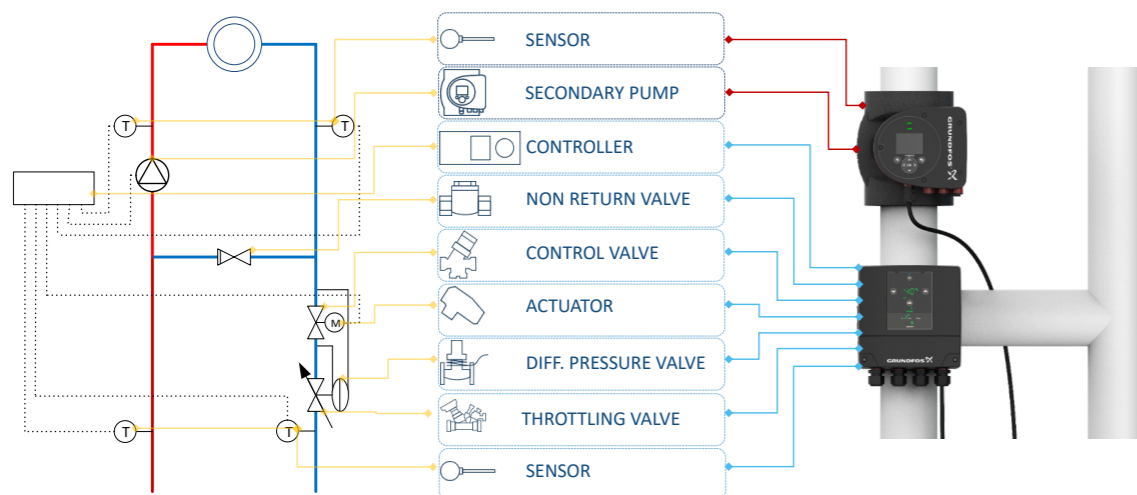 SENSOR
SECONDARY PUMP
CONTROLLER
NON RETURN VALVE
CONTROL VALVE
ACTUATOR
DIFF. PRESSURE VALVE
THROTTLING VALVE
SENSOR
T
T
M
T
T
GRUNDFOS
GRUNDFOS